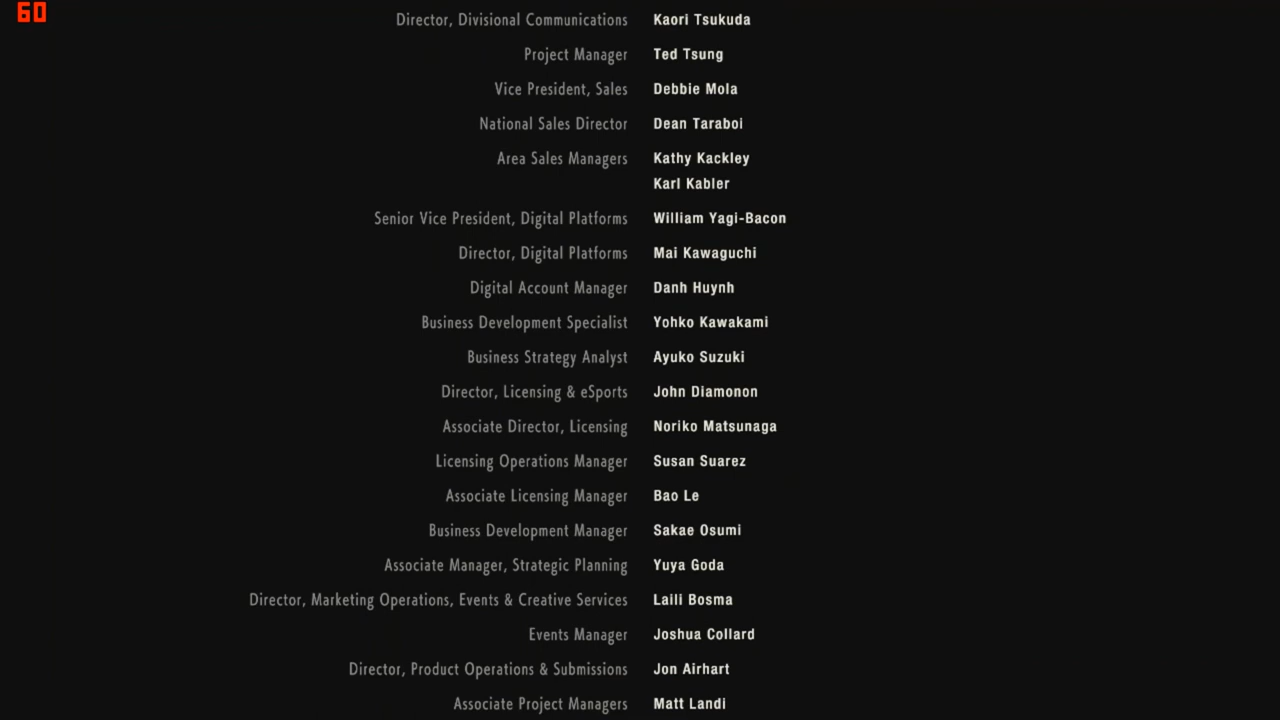 60
Director, Divisional Communications Kaori Tsukuda
Project Manager Ted Tsung
Vice President, Sales Debbie Mola
National Sales Director Dean Taraboi
Area Sales Managers Kathy Kackley
Karl Kabler
Senior Vice President, Digital Platforms William Yagi-Bacon
Director, Digital Platforms Mai Kawaguchi
Digital Account Manager Danh Huynh
Business Development Specialist Yohko Kawakami
Business Strategy Analyst Ayuko Suzuki
Director, Licensing & eSports John Diamonon
Associate Director, Licensing Noriko Matsunaga
Licensing Operations Manager Susan Suarez
Associate Licensing Manager Bao Le
Business Development Manager Sakae Osumi
Associate Manager, Strategic Planning Yuya Goda
Director, Marketing Operations, Events & Creative Services Laili Bosma
Events Manager Joshua Collard
Director, Product Operations & Submissions Jon Airhart
Associate Project Managers Matt Landi